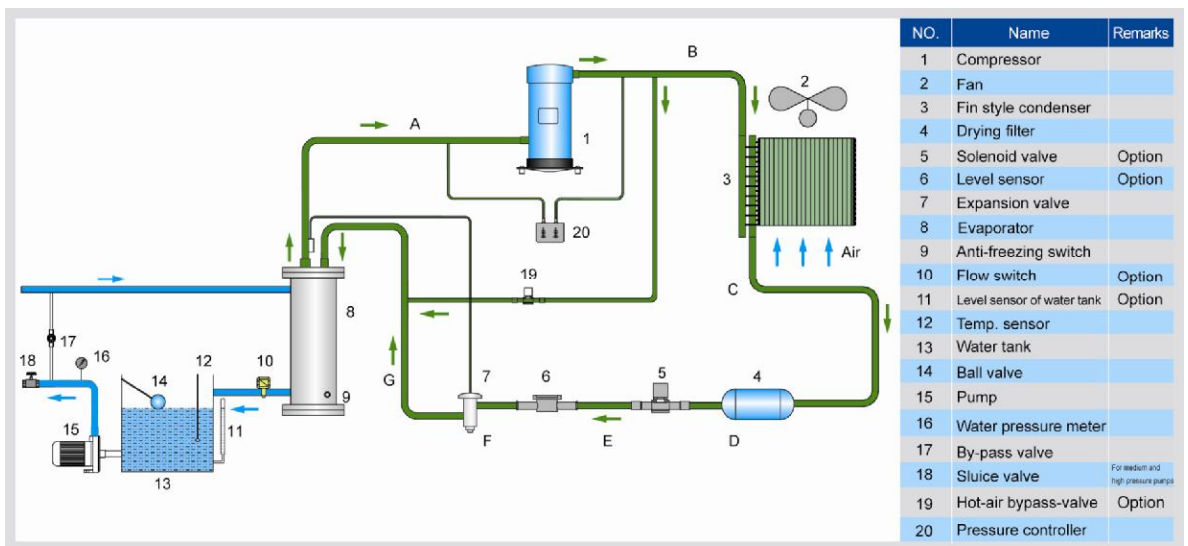 B
2
A
1
3
20
Air
19
8
C
17
18
16
12
10
14
9
G
7
6
5
4
15
11
F
E
D
13
NO. Name Remarks
1 Compressor
2 Fan
3 Fin style condenser
4 Drying filter
5 Solenoid valve Option
6 Level sensor Option
7 Expansion valve
8 Evaporator
9 Anti-freezing switch
10 Flow switch Option
11 Level sensor of water tank Option
12 Temp. sensor
13 Water tank
14 Ball valve
15 Pump
16 Water pressure meter
17 By-pass valve
18 Sluice valve For medium and
high pressure pumps
19 Hot-air bypass-valve Option
20 Pressure controller